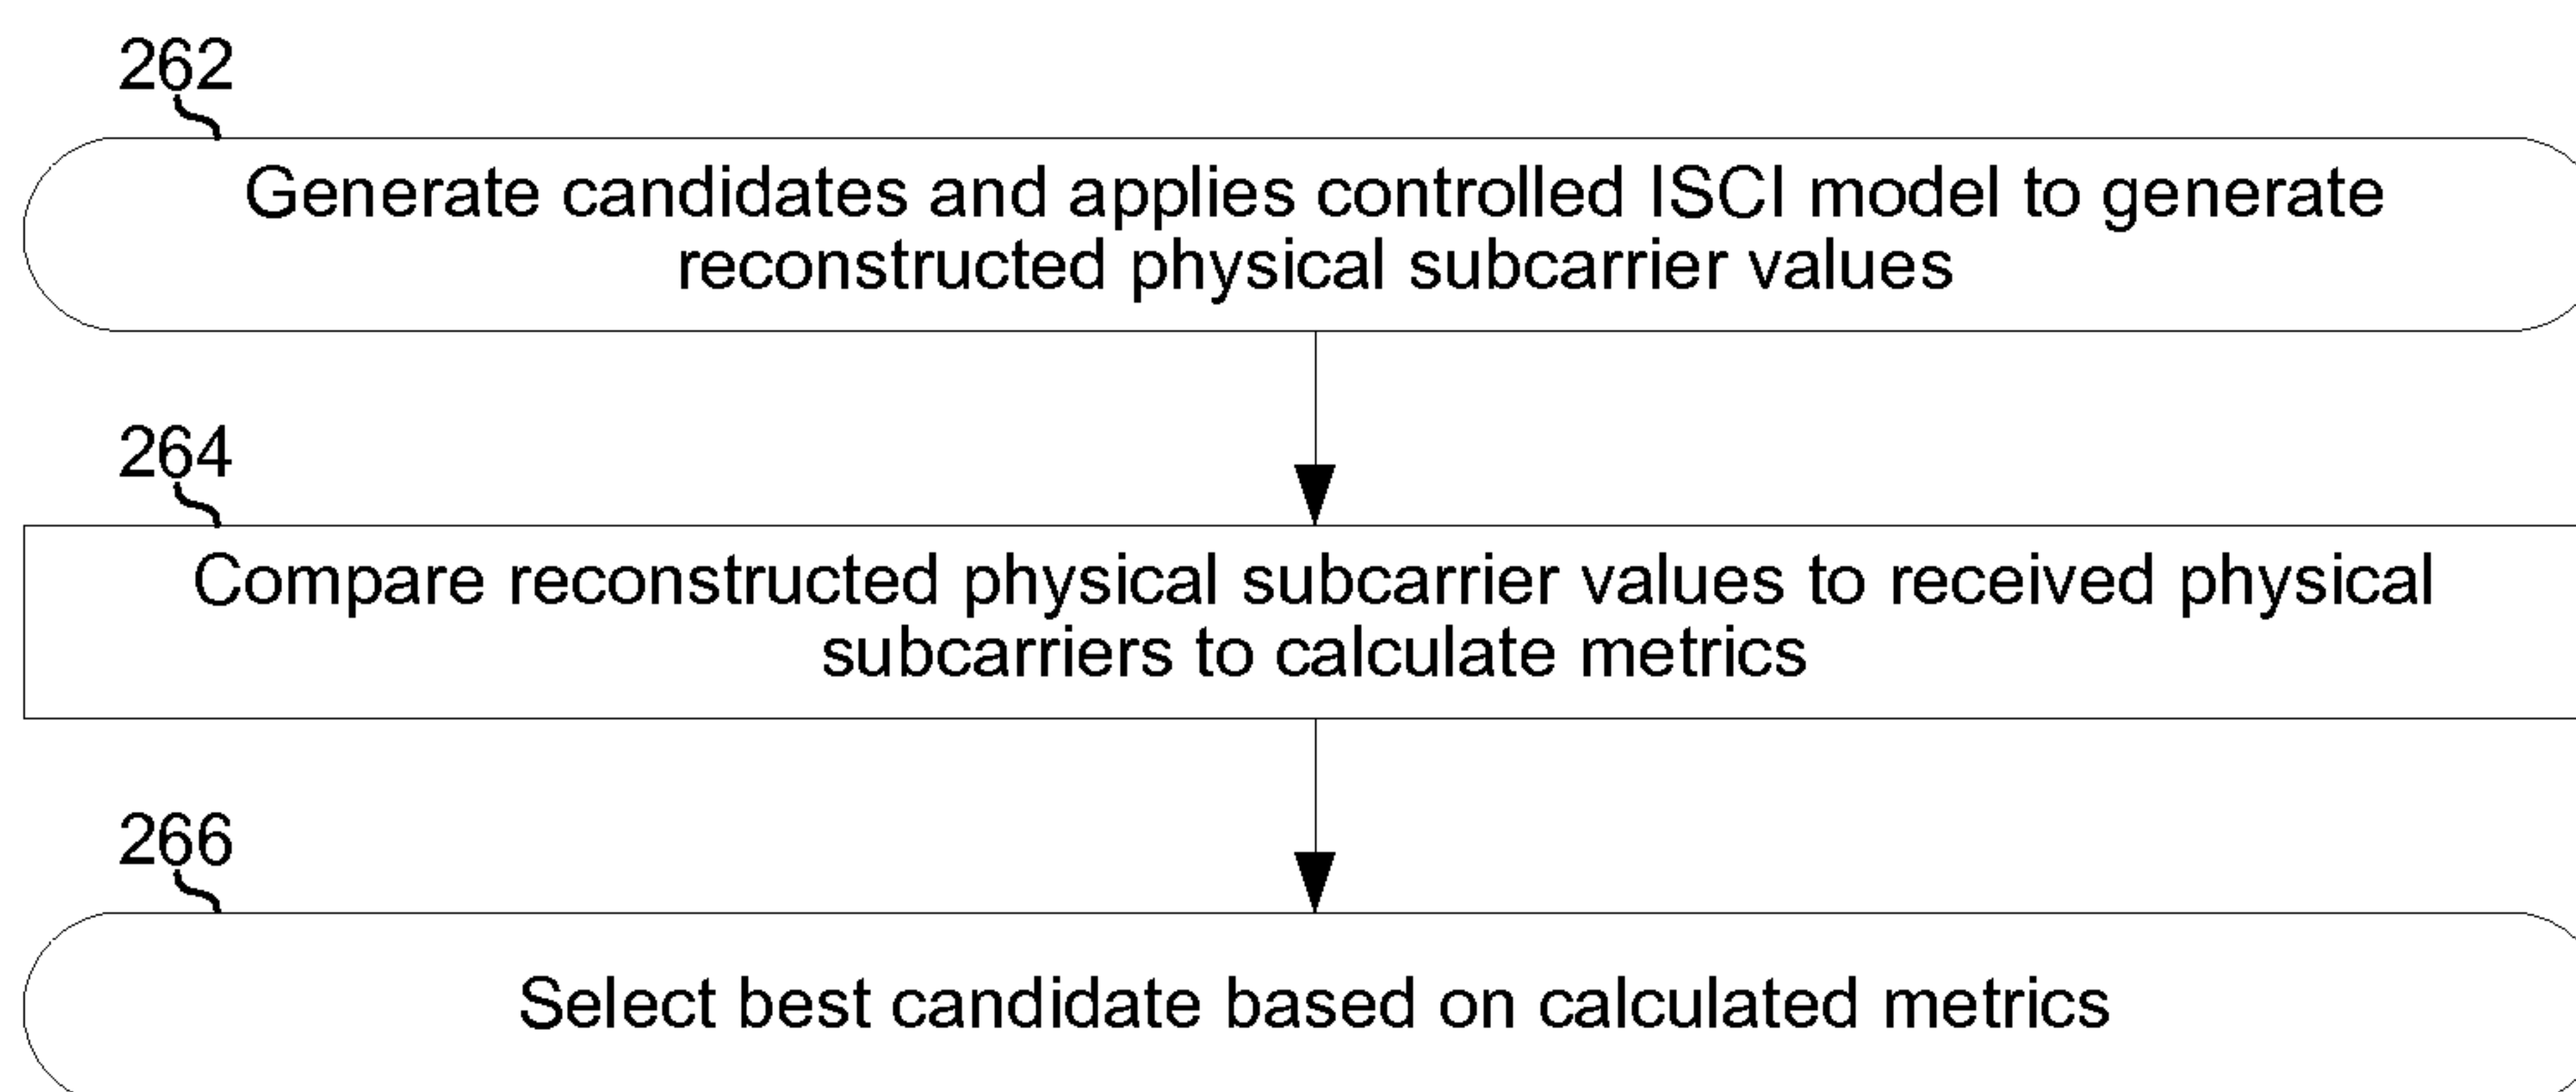 262
Generate candidates and applies controlled ISCI model to generate
reconstructed physical subcarrier values
264
Compare reconstructed physical subcarrier values to received physical
subcarriers to calculate metrics
266
Select best candidate based on calculated metrics